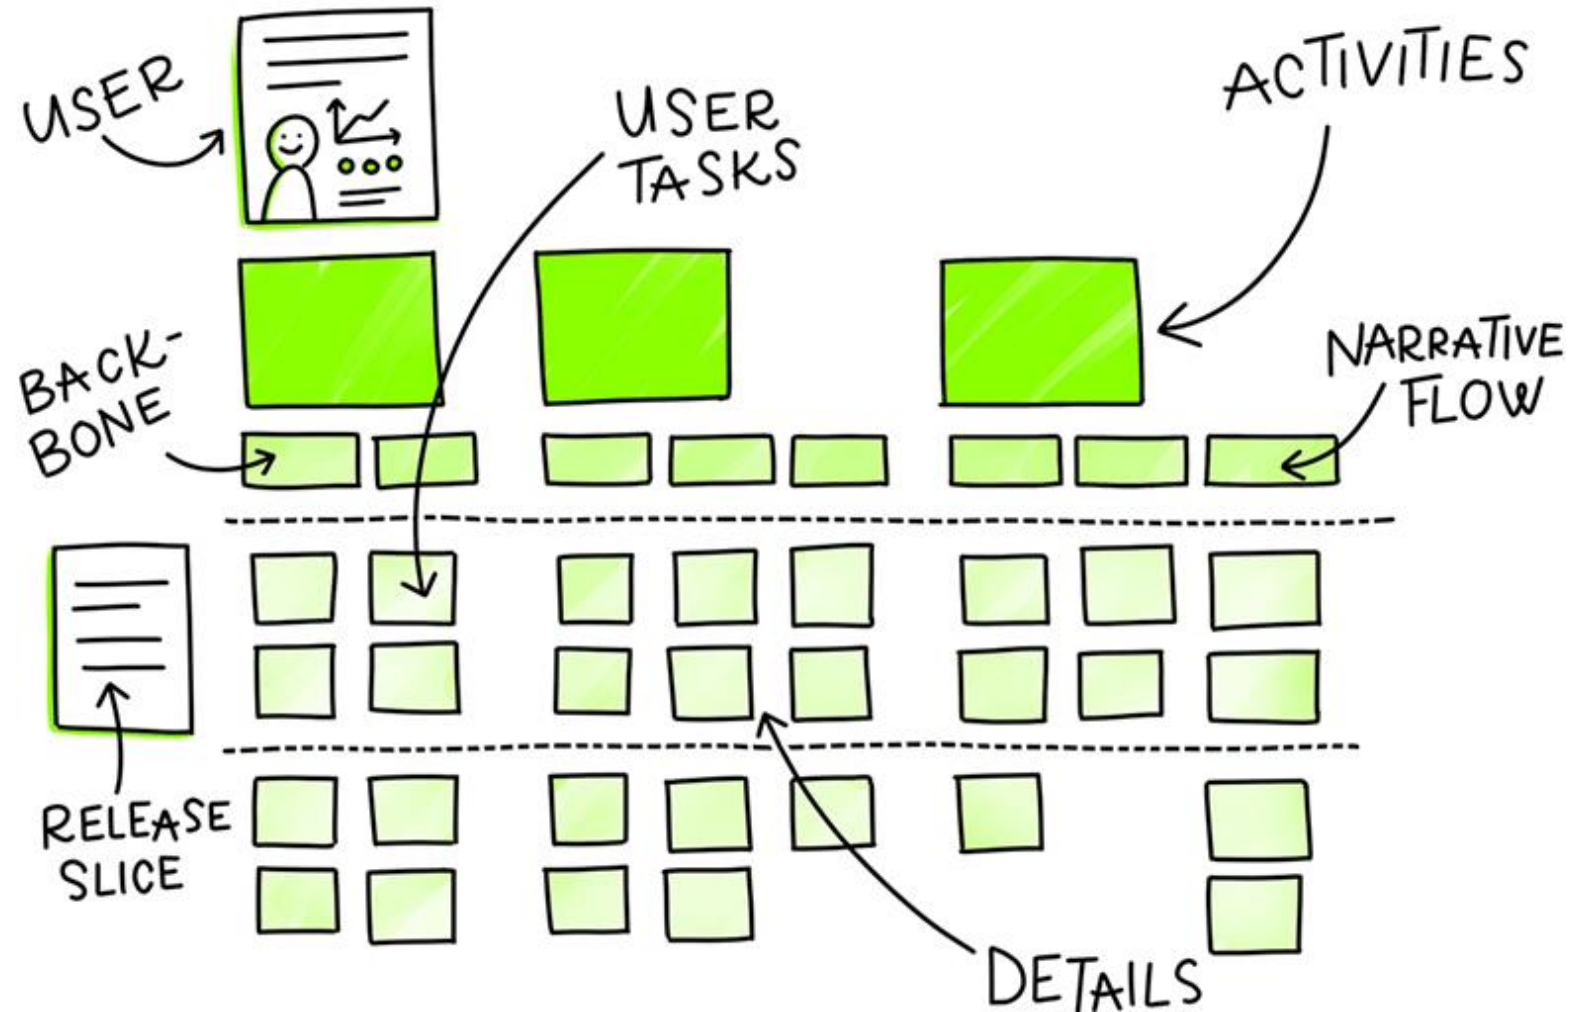 USER
USER
TASKS
ACTIVITIES
BACK-
BONE
NARRATIVE
FLOW
RELEASE
SLICE
DETAILS